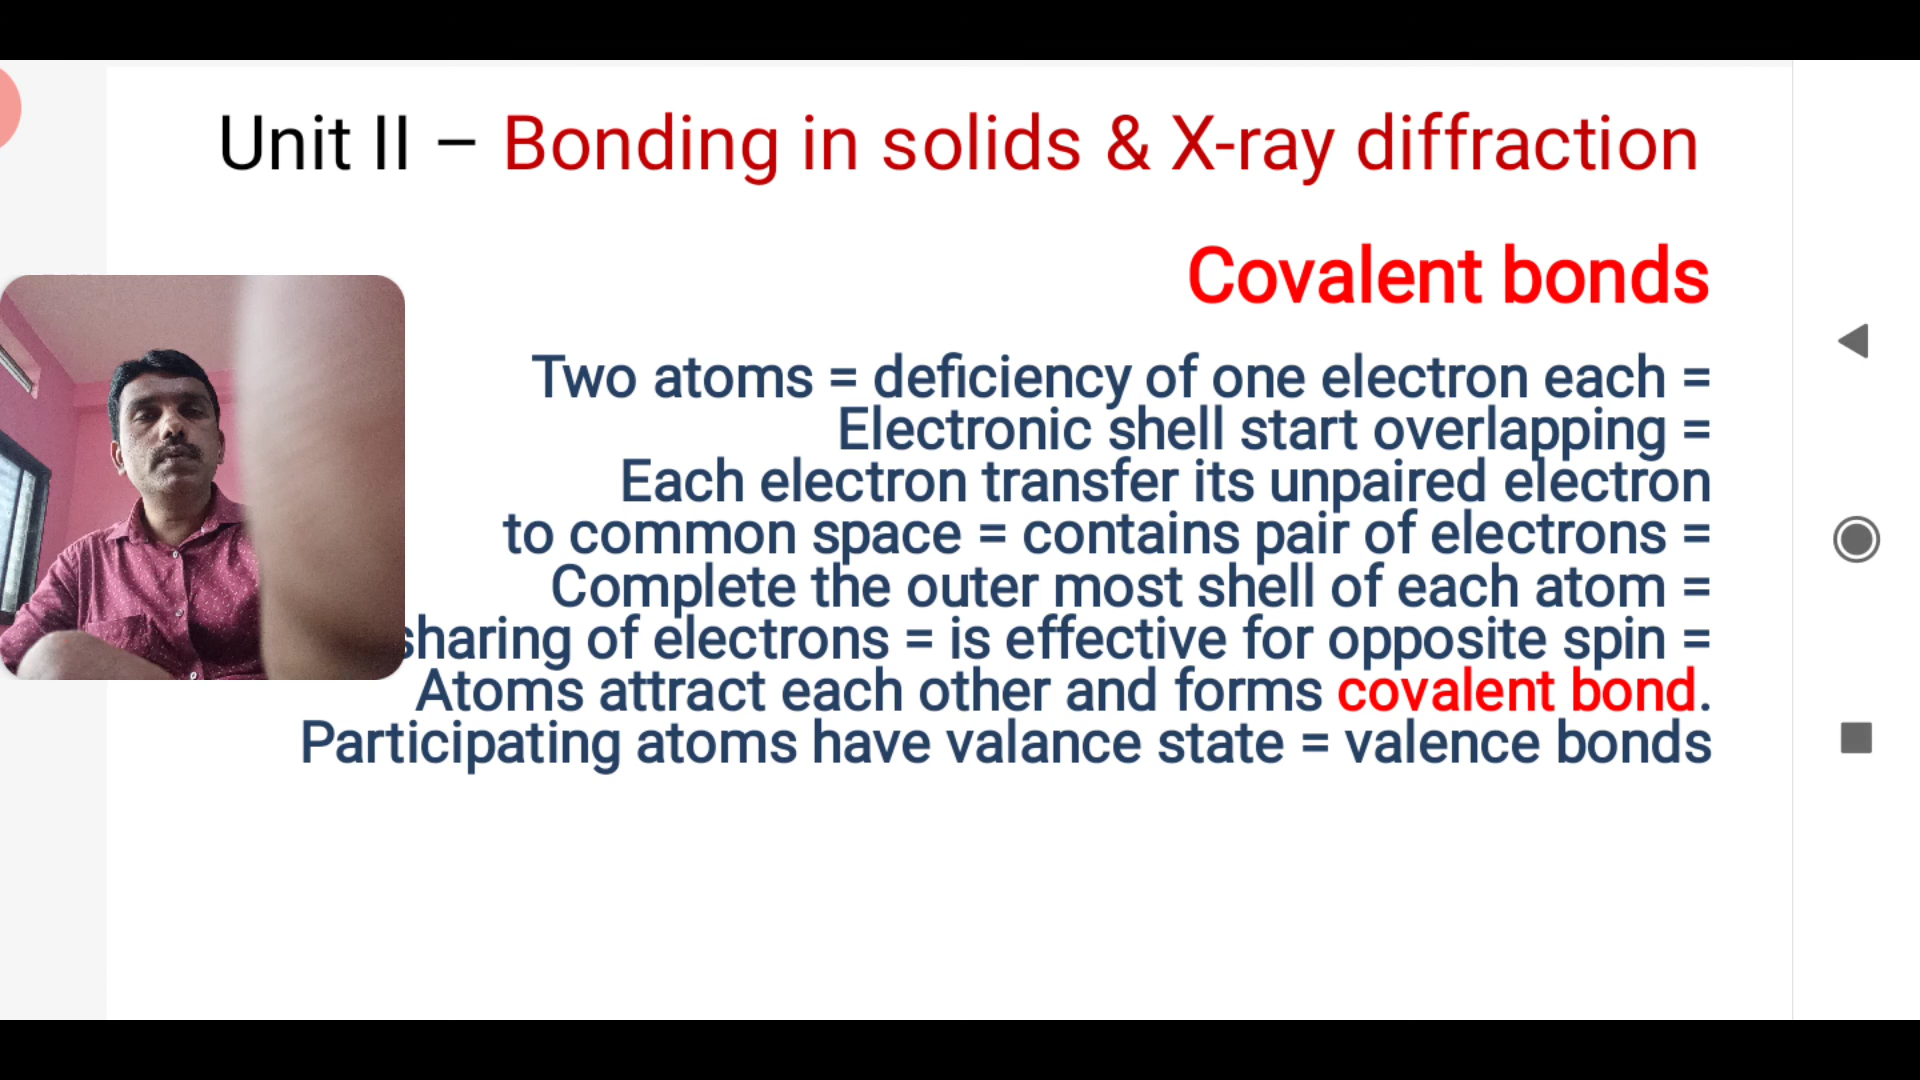 Unit II – Bonding in solids & X-ray diffraction
Covalent bonds
Two atoms = deficiency of one electron each =
Electronic shell start overlapping =
Each electron transfer its unpaired electron
to common space = contains pair of electrons =
Complete the outer most shell of each atom =
sharing of electrons = is effective for opposite spin =
Atoms attract each other and forms covalent bond.
Participating atoms have valance state = valence bonds